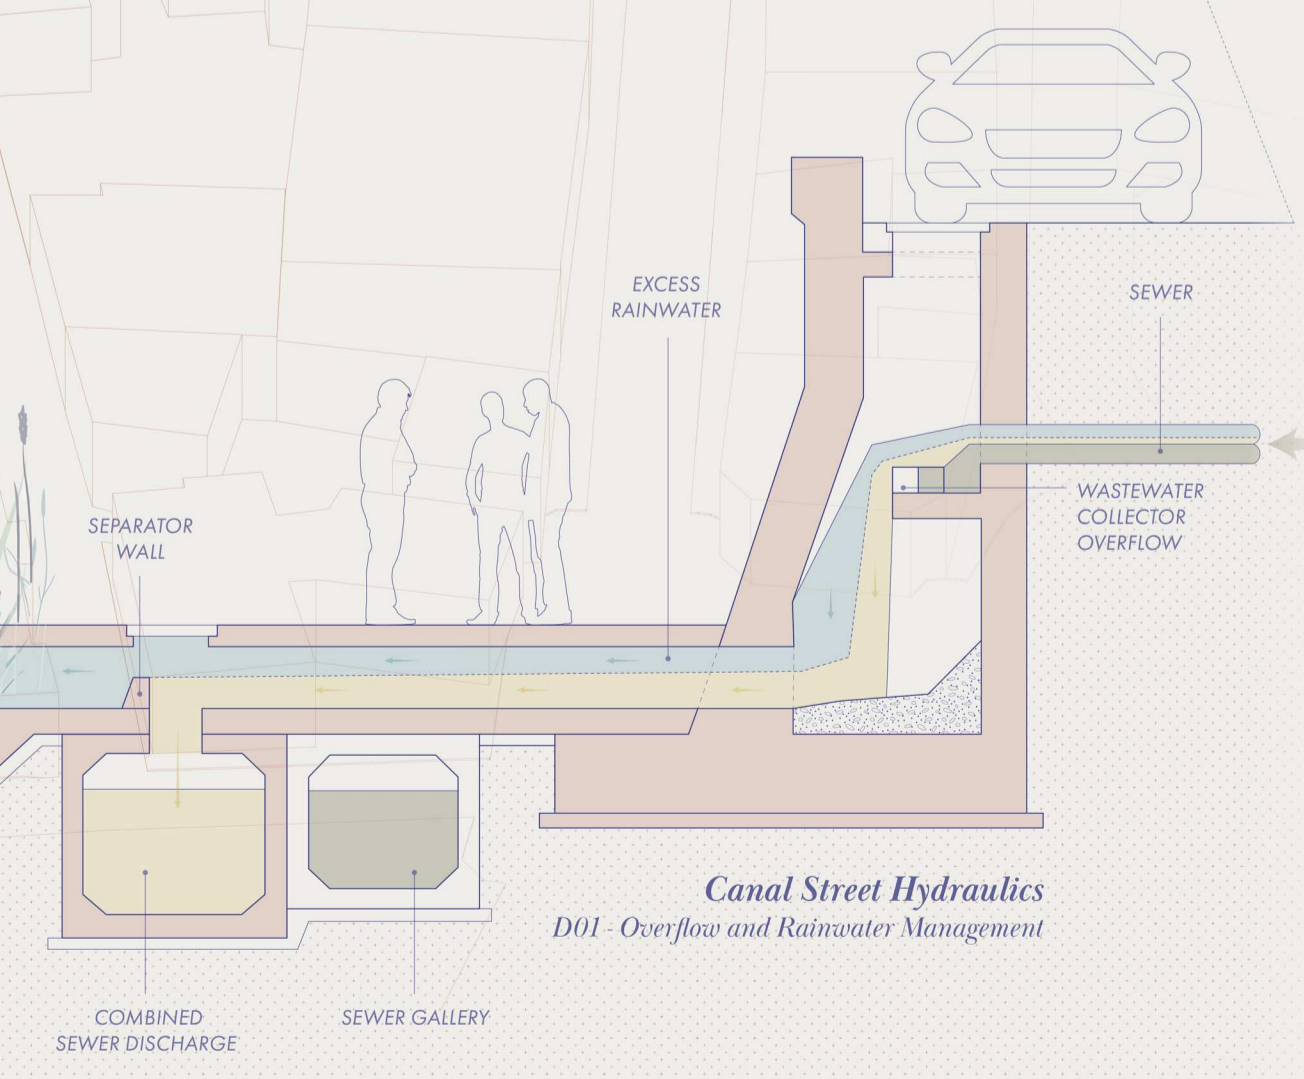 EXCESS
RAINWATER
SEWER
WASTEWATER
COLLECTOR
OVERFLOW
SEPARATOR
WALL
Canal Street Hydraulics
D01 - Overflow and Rainwater Management
COMBINED
SEWER DISCHARGE
SEWER GALLERY